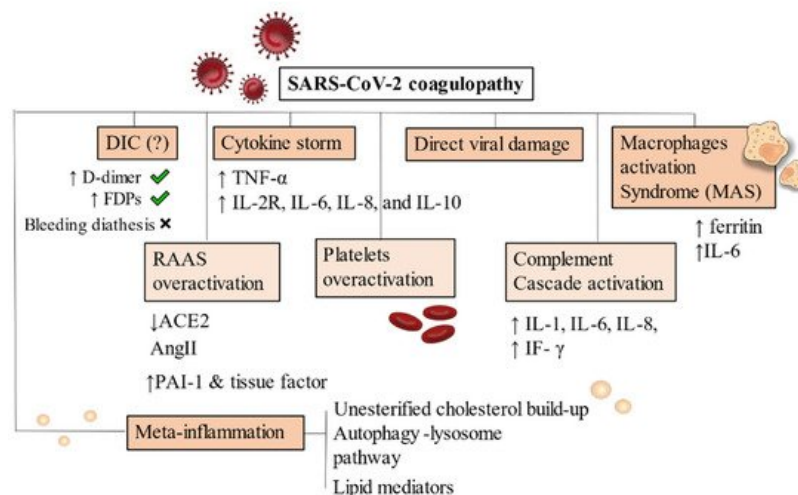 SARS-CoV-2 coagulopathy
DIC (?)
↑ D-dimer ✔
↑ FDPs ✔
Bleeding diathesis ✖
Cytokine storm
↑ TNF-α
↑ IL-2R, IL-6, IL-8, and IL-10
Direct viral damage
Macrophages
activation
Syndrome (MAS)
↑ ferritin
↑IL-6
RAAS
overactivation
↓ACE2
AngII
↑PAI-1 & tissue factor
Platelets
overactivation
Complement
Cascade activation
↑ IL-1, IL-6, IL-8,
↑ IF- γ
Meta-inflammation
Unesterified cholesterol build-up
Autophagy -lysosome
pathway
Lipid mediators